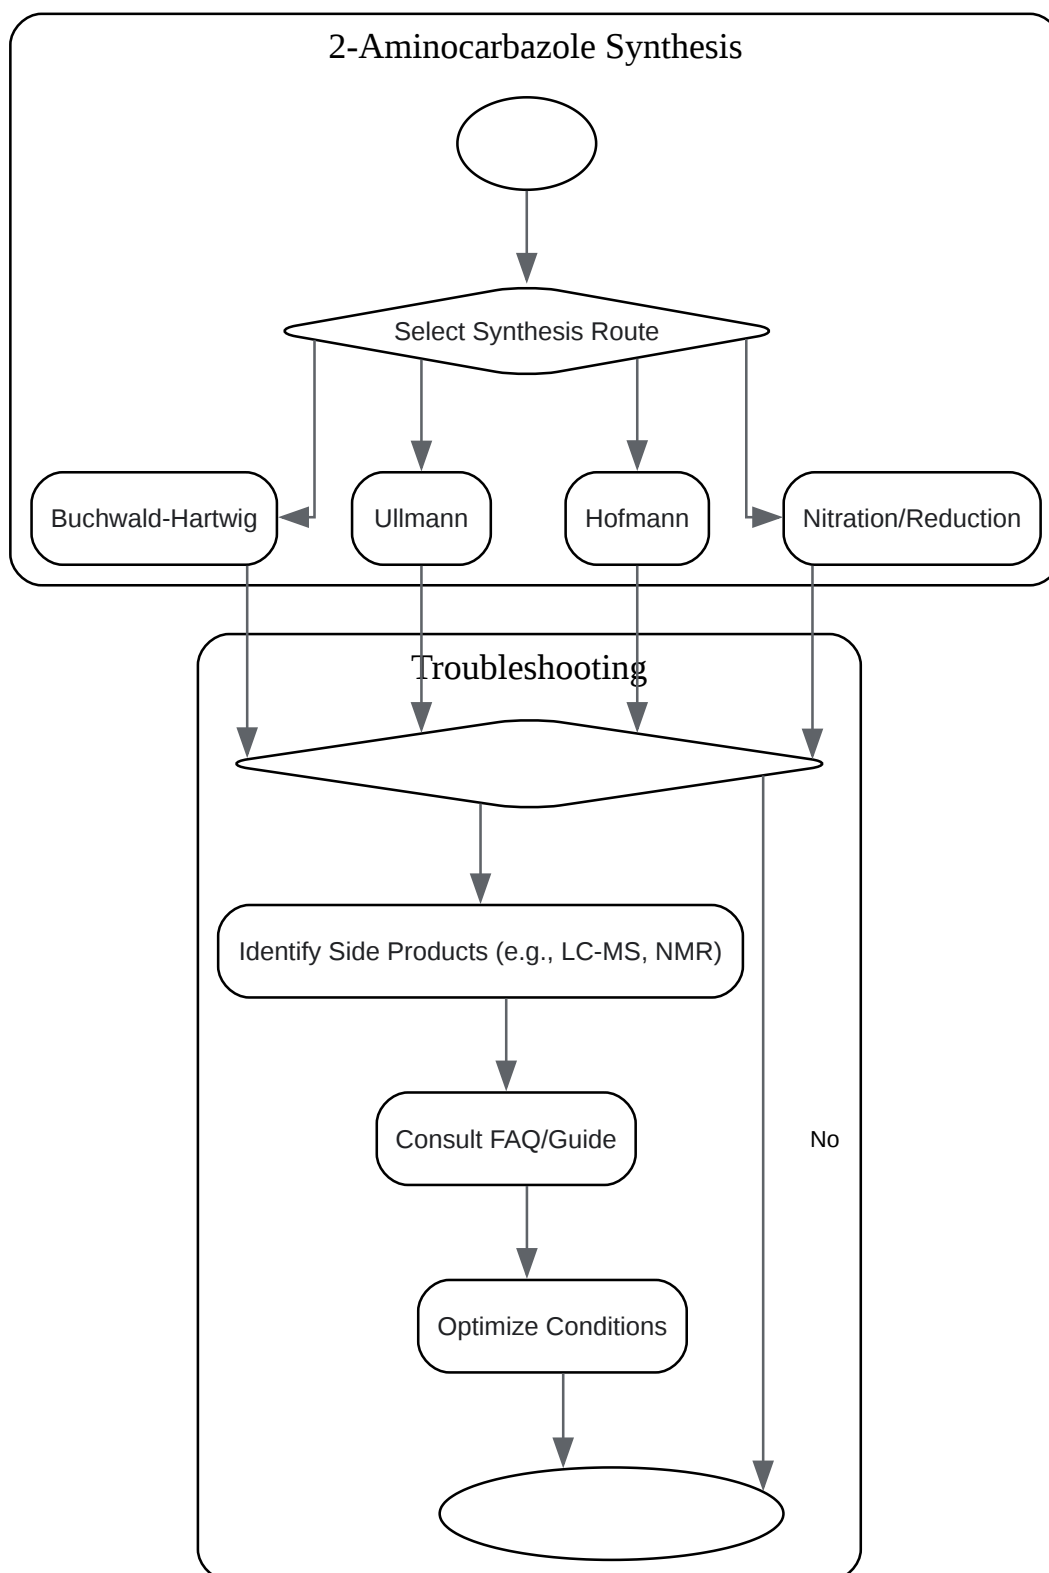 2-Aminocarbazole Synthesis
Select Synthesis Route
Buchwald-Hartwig
Ullmann
Hofmann
Nitration/Reduction
Troubleshooting
Identify Side Products (e.g., LC-MS, NMR)
Consult FAQ/Guide
No
Optimize Conditions